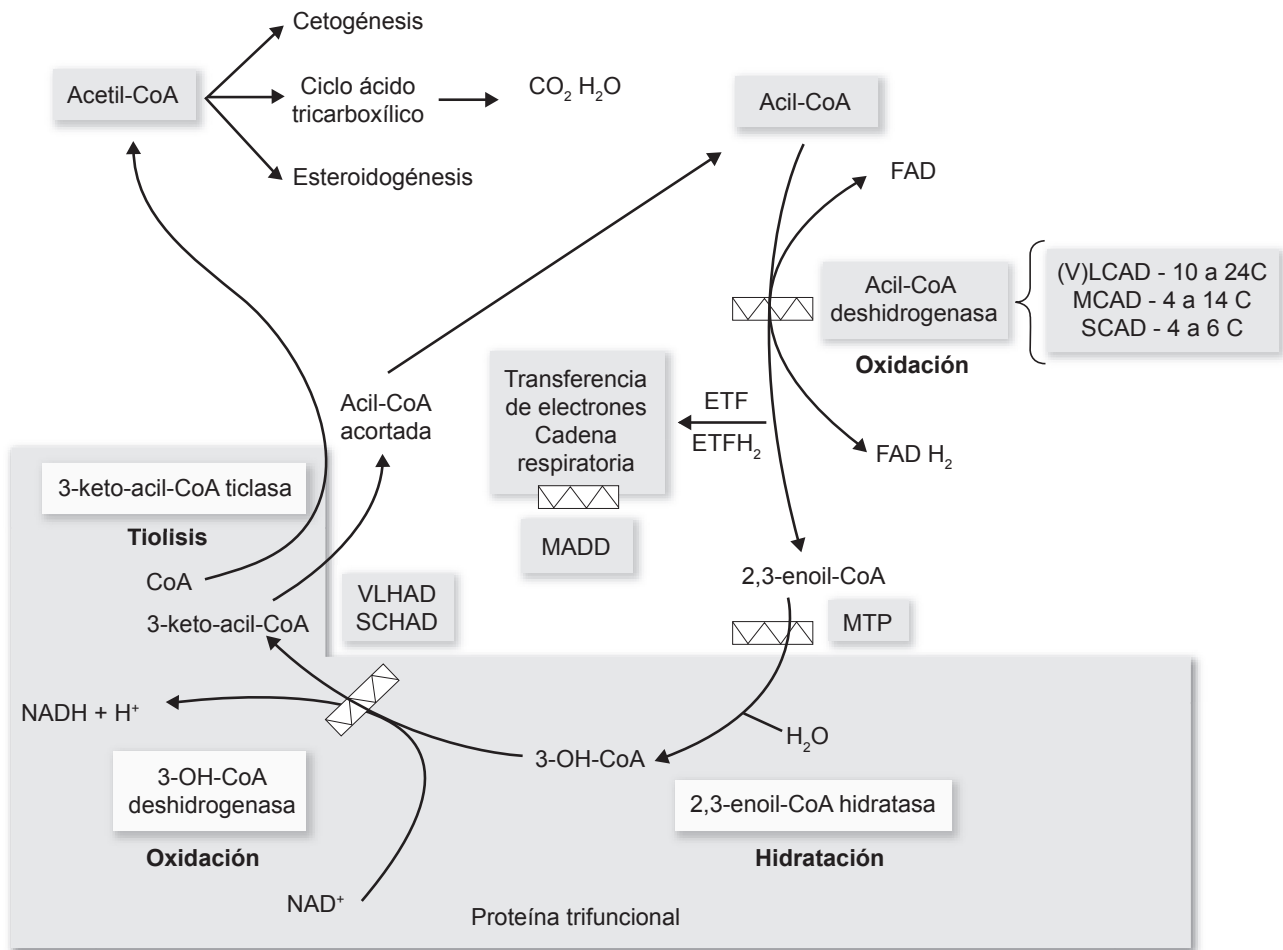 Cetogénesis
Acetil-CoA
Ciclo ácido
tricarboxílico
CO₂ H₂O
Esteroidogénesis
Acil-CoA
FAD
Acil-CoA
deshidrogenasa
(V)LCAD - 10 a 24C
MCAD - 4 a 14 C
SCAD - 4 a 6 C
Oxidación
Transferencia
de electrones
Cadena
respiratoria
ETF
ETFH₂
FAD H₂
MADD
Acil-CoA
acortada
3-keto-acil-CoA ticlasa
Tiolisis
CoA
3-keto-acil-CoA
VLHAD
SCHAD
2,3-enoil-CoA
MTP
NADH + H⁺
3-OH-CoA
H₂O
3-OH-CoA
deshidrogenasa
Oxidación
2,3-enoil-CoA hidratasa
Hidratación
NAD⁺
Proteína trifuncional